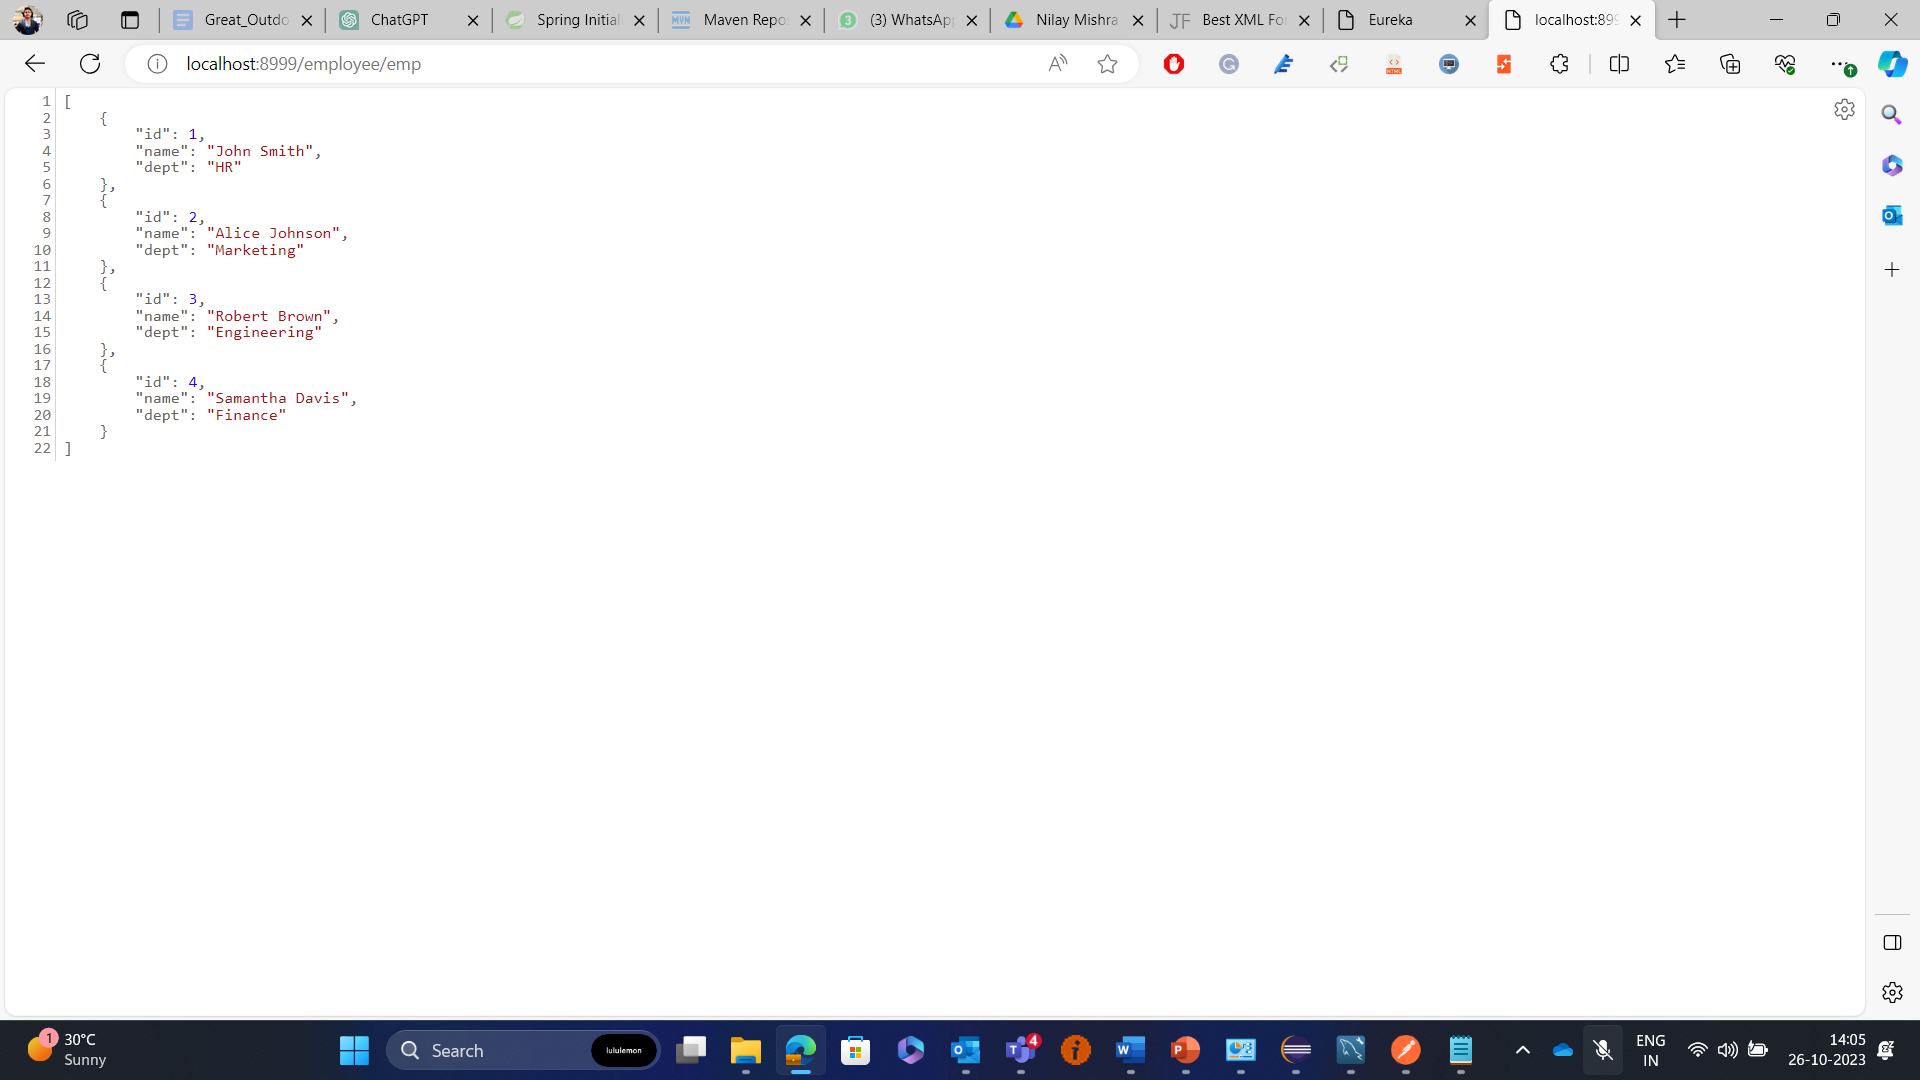 Great_Outdo
ChatGPT
Spring Initial
Maven Repo
(3) WhatsApp
Nilay Mishra
Best XML For
Eureka
localhost:899
localhost:8999/employee/emp
1 [
2 {
3 "id": 1,
4 "name": "John Smith",
5 "dept": "HR"
6 },
7 {
8 "id": 2,
9 "name": "Alice Johnson",
10 "dept": "Marketing"
11 },
12 {
13 "id": 3,
14 "name": "Robert Brown",
15 "dept": "Engineering"
16 },
17 {
18 "id": 4,
19 "name": "Samantha Davis",
20 "dept": "Finance"
21 }
22 ]
1
30°C
Sunny
Search
lululemon
4
ENG
IN
14:05
26-10-2023